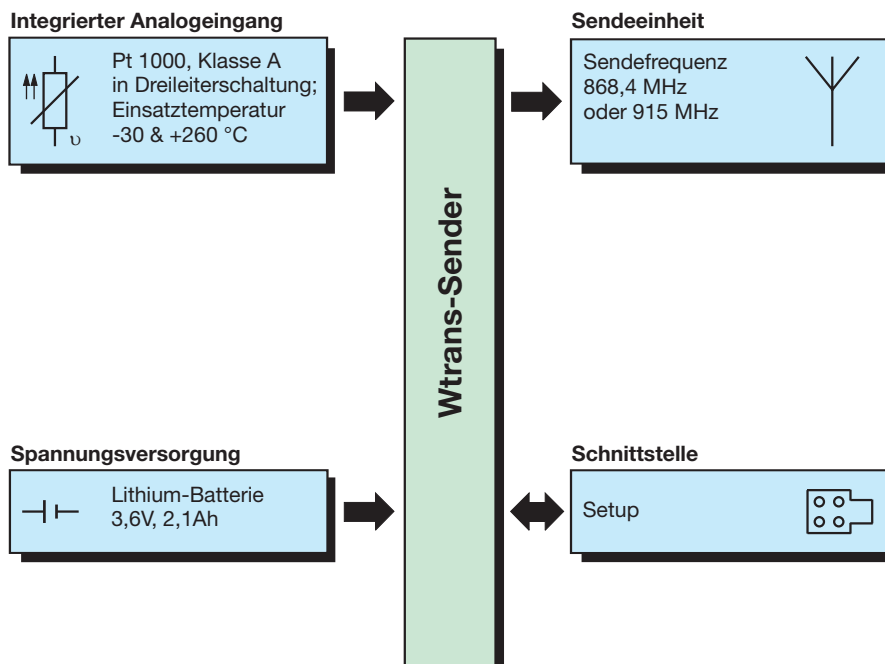 Integrierter Analogeingang
Pt 1000, Klasse A
in Dreileiterschaltung;
Einsatztemperatur
-30 & +260 °C
υ
Sendeeinheit
Sendefrequenz
868,4 MHz
oder 915 MHz
Wtrans-Sender
Spannungsversorgung
Lithium-Batterie
3,6V, 2,1Ah
Schnittstelle
Setup